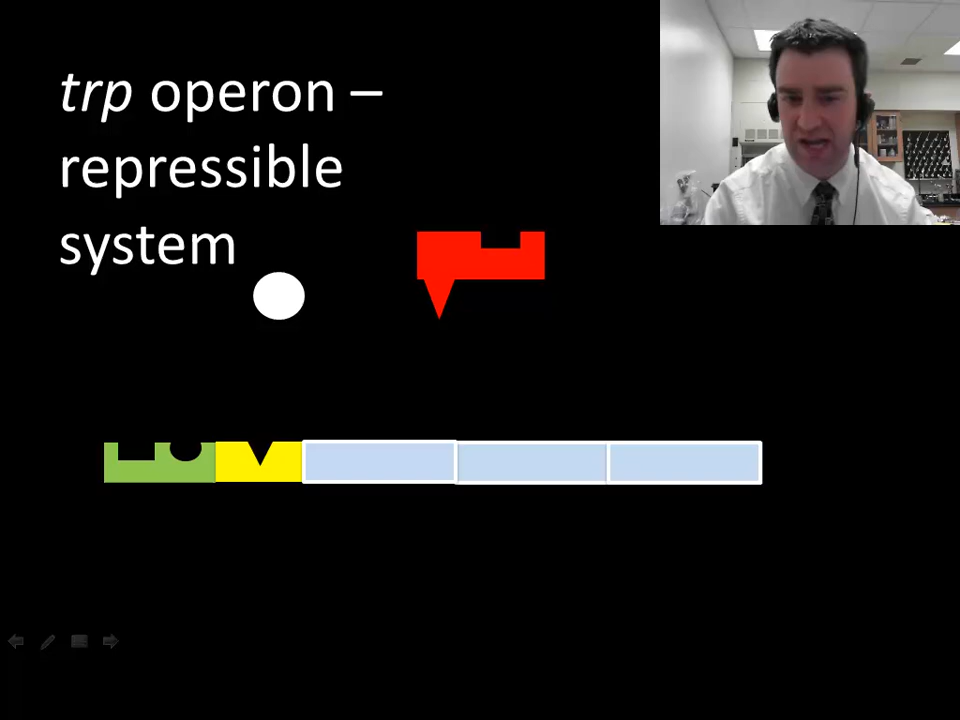 trp operon –
repressible
system